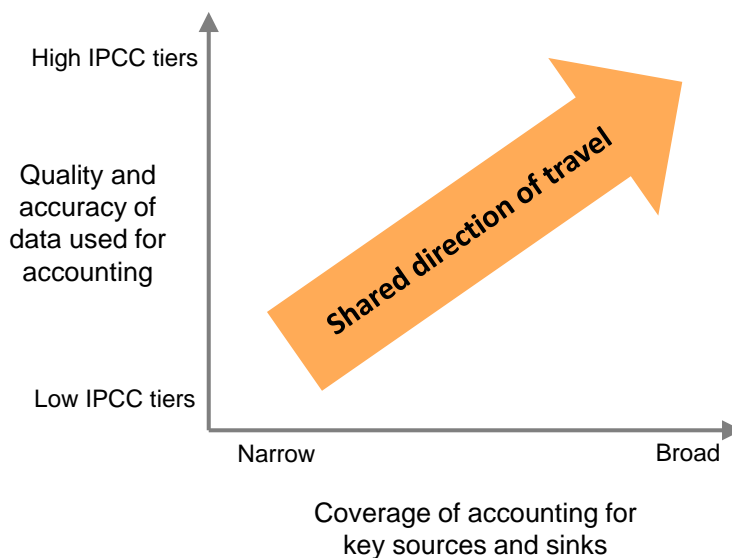 High IPCC tiers
Quality and
accuracy of
data used for
accounting
Shared direction of travel
Low IPCC tiers
Narrow
Broad
Coverage of accounting for
key sources and sinks